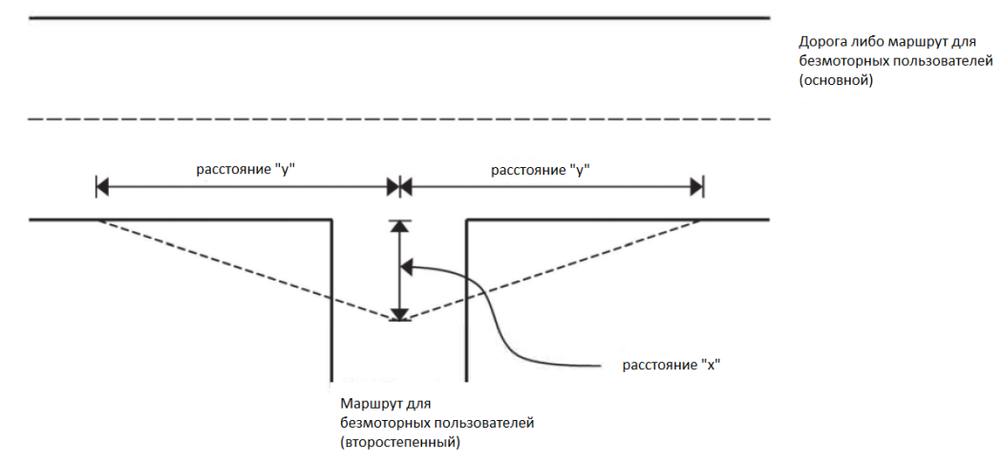 Дорога либо маршрут для
безмоторных пользователей
(основной)
расстояние "у"
расстояние "у"
расстояние "х"
Маршрут для
безмоторных пользователей
(второстепенный)